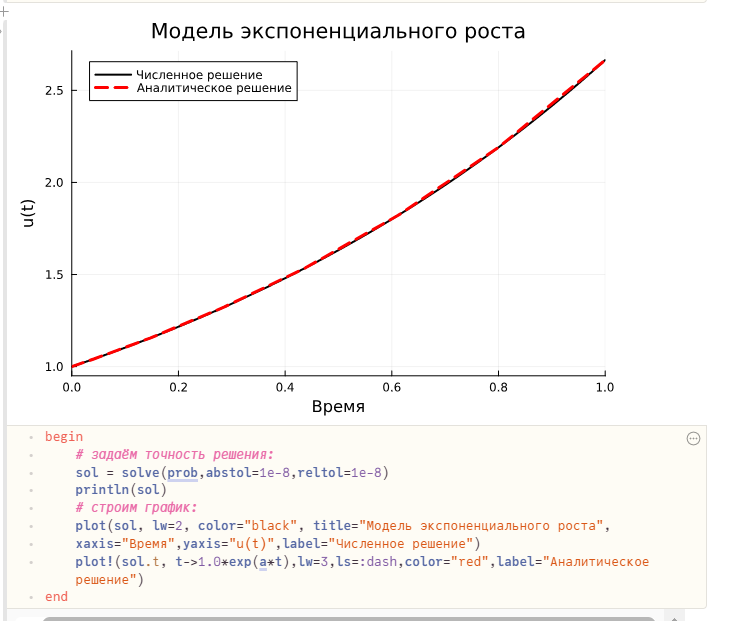 Модель экспоненциального роста
Численное решение
Аналитическое решение
2.5
2.0
1.5
1.0
u(t)
0.0 0.2 0.4 0.6 0.8 1.0
Время
begin
# задаём точность решения:
sol = solve(prob,abstol=1e-8,reltol=1e-8)
println(sol)
# строим график:
plot(sol, lw=2, color="black", title="Модель экспоненциального роста",
xaxis="Время",yaxis="u(t)",label="Численное решение")
plot!(sol.t, t->1.0*exp(a*t),lw=3,ls=:dash,color="red",label="Аналитическое
решение")
end